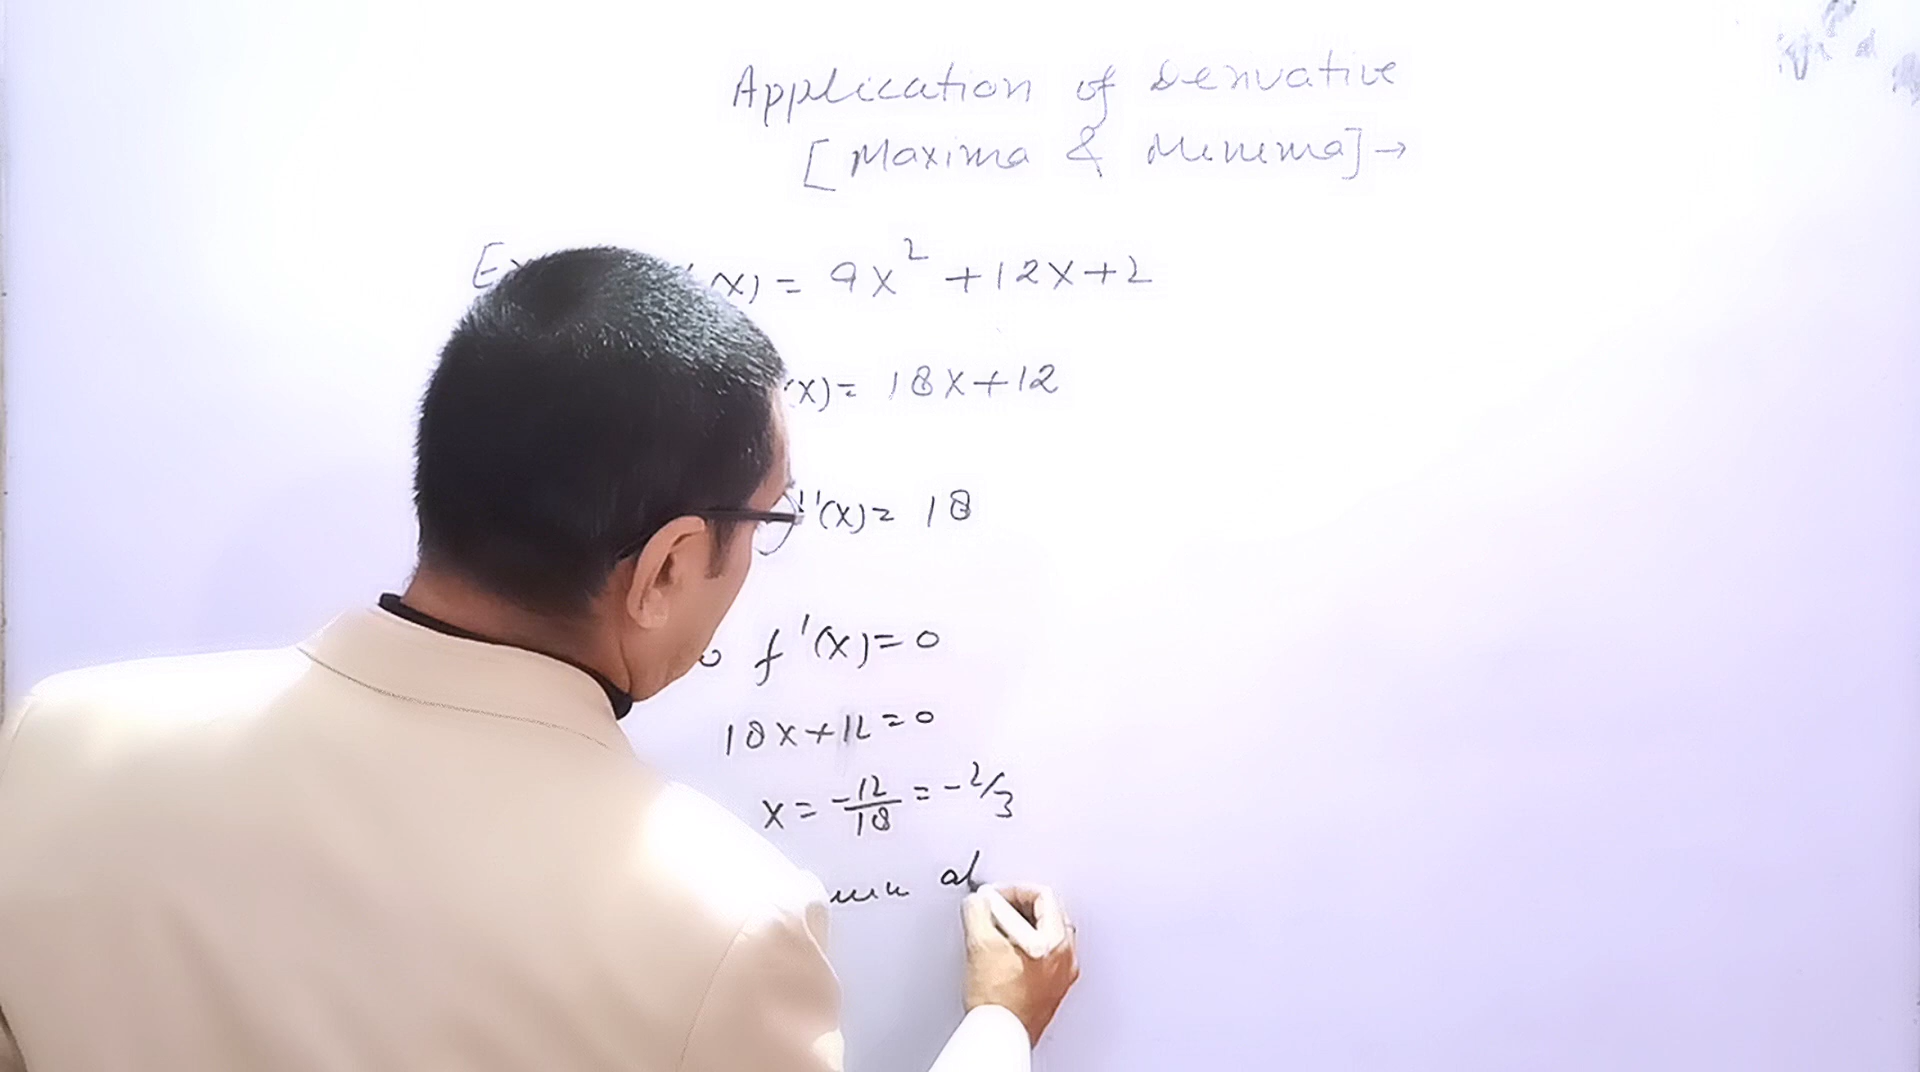 Application of Derivative
[Maxima & Minima]→
(x) = 9x² + 12x + 2
(x) = 18x + 12
''(x) = 18
f'(x) = 0
18x + 12 = 0
x = -12/18 = -2/3
at